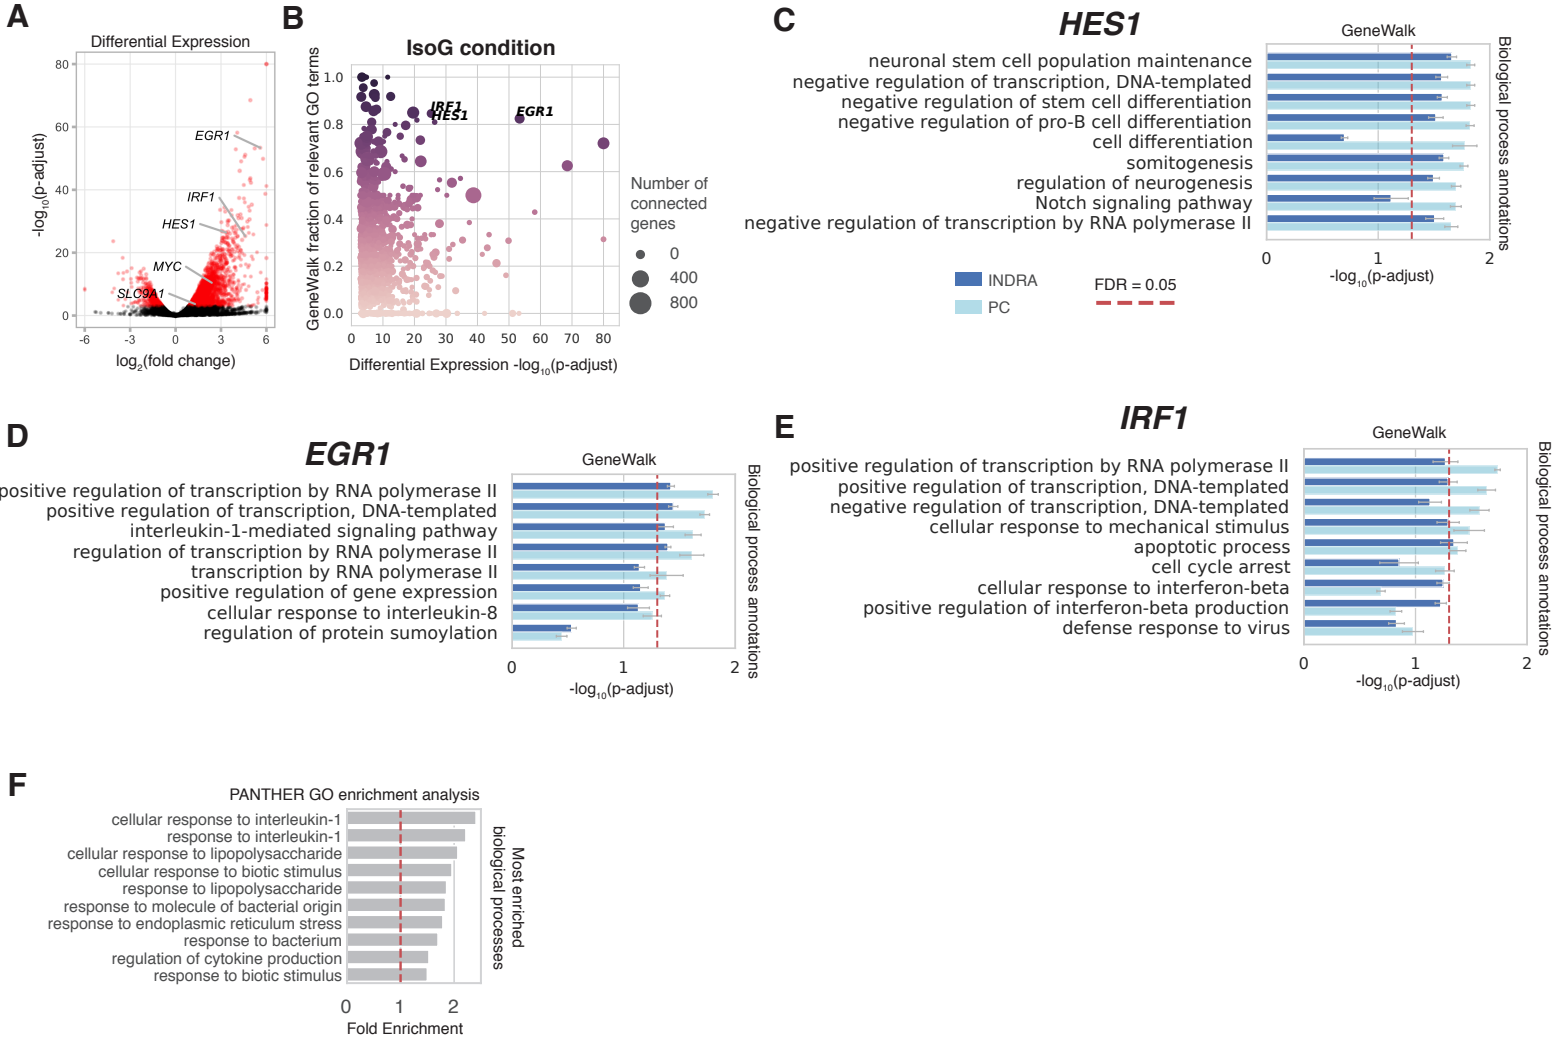 A
Differential Expression
80
60
40
20
0
-log10(p-adjust)
EGR1
IRF1
HES1
MYC
SLC9A1
-6
-3
0
3
6
log2(fold change)
B
IsoG condition
GeneWalk fraction of relevant GO terms
1.0
0.8
0.6
0.4
0.2
0.0
IRF1
HES1
EGR1
0
10
20
30
40
50
60
70
80
Differential Expression -log10(p-adjust)
Number of
connected
genes
0
400
800
C
HES1
GeneWalk
neuronal stem cell population maintenance
negative regulation of transcription, DNA-templated
negative regulation of stem cell differentiation
negative regulation of pro-B cell differentiation
cell differentiation
somitogenesis
regulation of neurogenesis
Notch signaling pathway
negative regulation of transcription by RNA polymerase II
Biological process annotations
0
1
2
-log10(p-adjust)
INDRA
PC
FDR = 0.05
D
EGR1
GeneWalk
positive regulation of transcription by RNA polymerase II
positive regulation of transcription, DNA-templated
interleukin-1-mediated signaling pathway
regulation of transcription by RNA polymerase II
transcription by RNA polymerase II
positive regulation of gene expression
cellular response to interleukin-8
regulation of protein sumoylation
Biological process annotations
0
1
2
-log10(p-adjust)
E
IRF1
GeneWalk
positive regulation of transcription by RNA polymerase II
positive regulation of transcription, DNA-templated
negative regulation of transcription, DNA-templated
cellular response to mechanical stimulus
apoptotic process
cell cycle arrest
cellular response to interferon-beta
positive regulation of interferon-beta production
defense response to virus
Biological process annotations
0
1
2
-log10(p-adjust)
F
PANTHER GO enrichment analysis
cellular response to interleukin-1
response to interleukin-1
cellular response to lipopolysaccharide
cellular response to biotic stimulus
response to lipopolysaccharide
response to molecule of bacterial origin
response to endoplasmic reticulum stress
response to bacterium
regulation of cytokine production
response to biotic stimulus
Most enriched
biological processes
0
1
2
Fold Enrichment